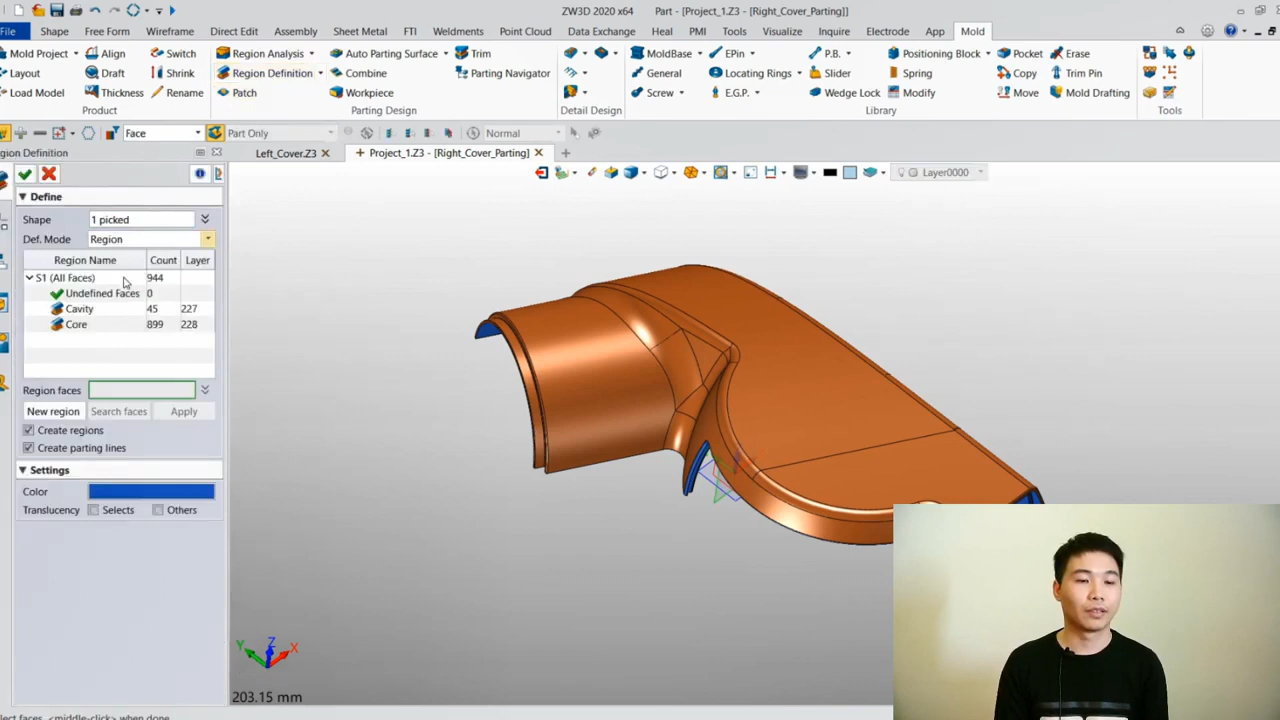 ZW3D 2020 x64 Part - [Project_1.Z3 - [Right_Cover_Parting]]
File Shape Free Form Wireframe Direct Edit Assembly Sheet Metal FTI Weldments Point Cloud Data Exchange Heal PMI Tools Visualize Inquire Electrode App Mold
Mold Project Align Switch Region Analysis Auto Parting Surface Trim MoldBase EPin P.B. Positioning Block Pocket Erase
Layout Draft Shrink Region Definition Combine Parting Navigator General Locating Rings Slider Spring Copy Trim Pin
Load Model Thickness Rename Patch Workpiece Screw E.G.P. Wedge Lock Modify Move Mold Drafting
Product Parting Design Detail Design Library Tools
Face Part Only Normal
egion Definition Left_Cover.Z3 Project_1.Z3 - [Right_Cover_Parting]
Layer0000
Define
Shape 1 picked
Def. Mode Region
Region Name Count Layer
S1 (All Faces) 944
Undefined Faces 0
Cavity 45 227
Core 899 228
Region faces
New region Search faces Apply
Create regions
Create parting lines
Settings
Color
Translucency Selects Others
Z
Y X
203.15 mm
elect faces, <middle-click> when done.